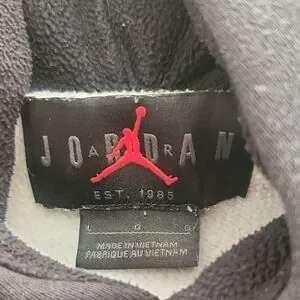 AIR
JORDAN
EST. 1985
L G G
MADE IN VIETNAM
FABRIQUÉ AU VIETNAM